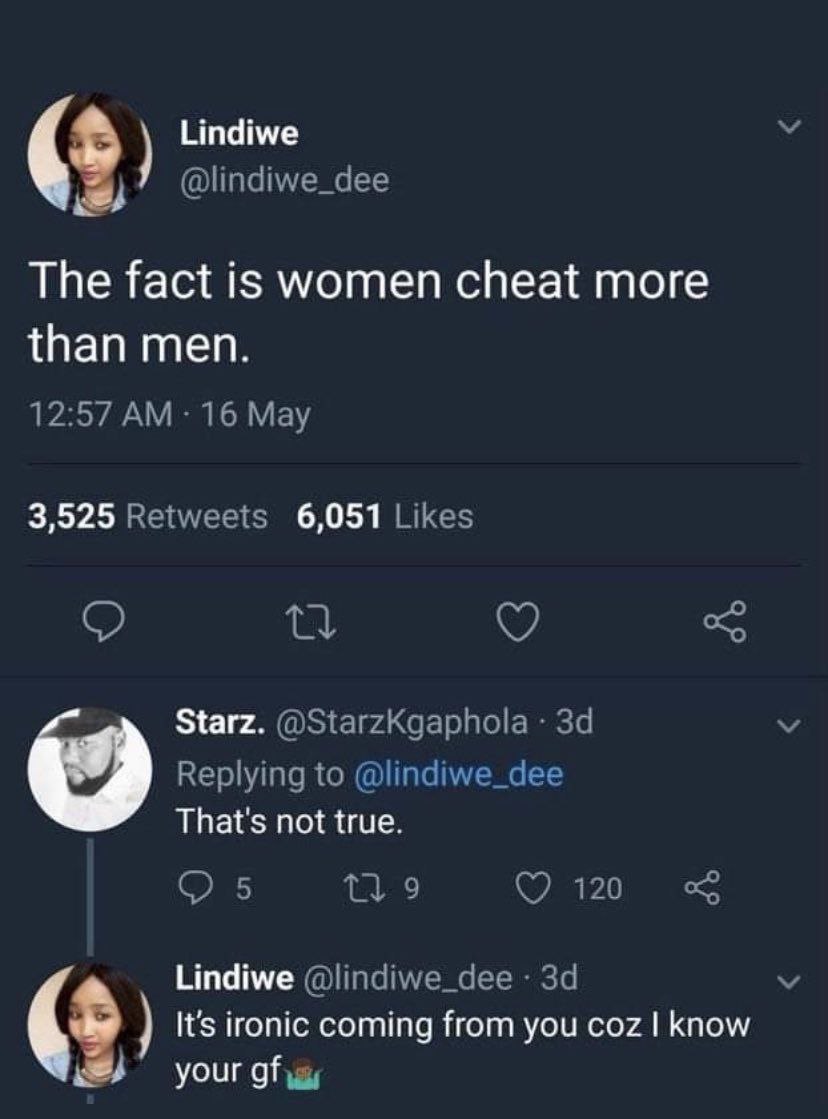 Lindiwe
@lindiwe_dee
The fact is women cheat more
than men.
12:57 AM · 16 May
3,525 Retweets 6,051 Likes
Starz. @StarzKgaphola · 3d
Replying to @lindiwe_dee
That's not true.
5 9 120
Lindiwe @lindiwe_dee · 3d
It's ironic coming from you coz I know
your gf🤷🏾‍♂️